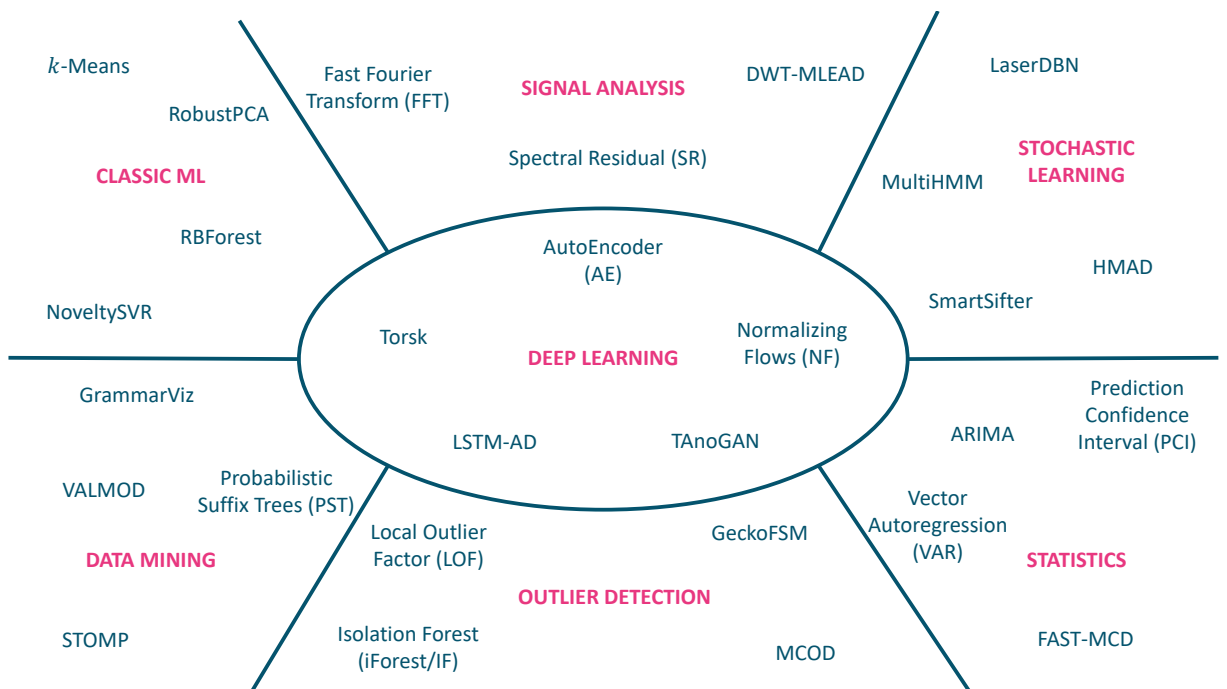 k-Means
RobustPCA
CLASSIC ML
RBForest
NoveltySVR
Fast Fourier
Transform (FFT)
SIGNAL ANALYSIS
DWT-MLEAD
Spectral Residual (SR)
LaserDBN
STOCHASTIC
LEARNING
MultiHMM
HMAD
SmartSifter
AutoEncoder
(AE)
Torsk
DEEP LEARNING
Normalizing
Flows (NF)
LSTM-AD
TAnoGAN
GrammarViz
VALMOD
Probabilistic
Suffix Trees (PST)
DATA MINING
STOMP
Local Outlier
Factor (LOF)
GeckoFSM
OUTLIER DETECTION
Isolation Forest
(iForest/IF)
MCOD
Prediction
Confidence
Interval (PCI)
ARIMA
Vector
Autoregression
(VAR)
STATISTICS
FAST-MCD